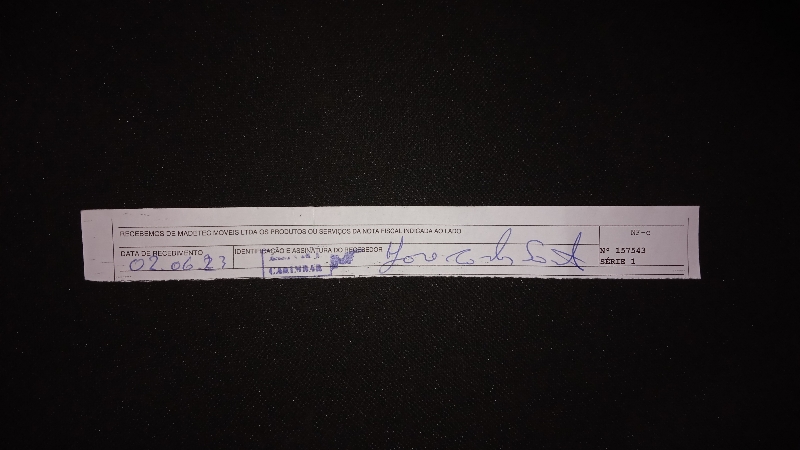 RECEBEMOS DE MADETEC MOVEIS LTDA OS PRODUTOS OU SERVIÇOS DA NOTA FISCAL INDICADA AO LADO
NF-e
DATA DE RECEBIMENTO
IDENTIFICAÇÃO E ASSINATURA DO RECEBEDOR
02 06 23
CARIMBAR
Nº 157543
SÉRIE 1